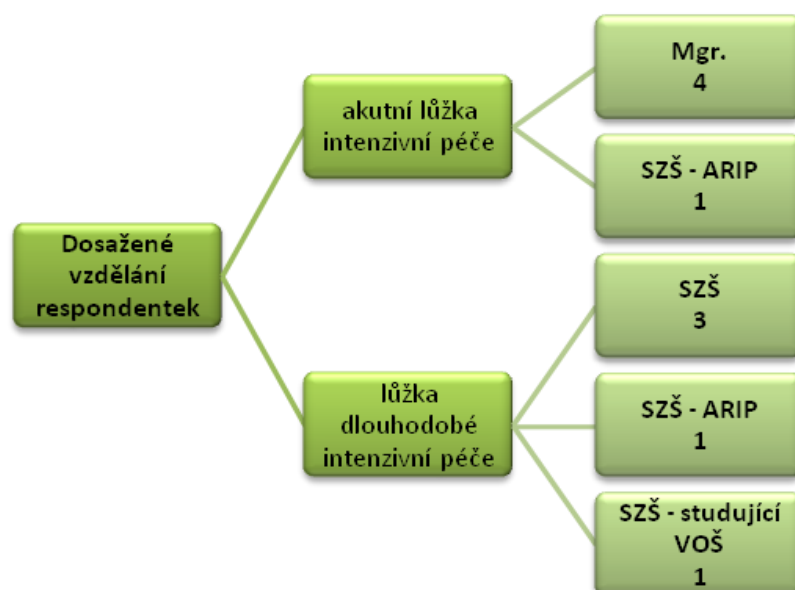 Dosažené
vzdělání
respondentek
akutní lůžka
intenzivní péče
Mgr.
4
SZŠ - ARIP
1
lůžka
dlouhodobé
intenzivní péče
SZŠ
3
SZŠ - ARIP
1
SZŠ - studující
VOŠ
1